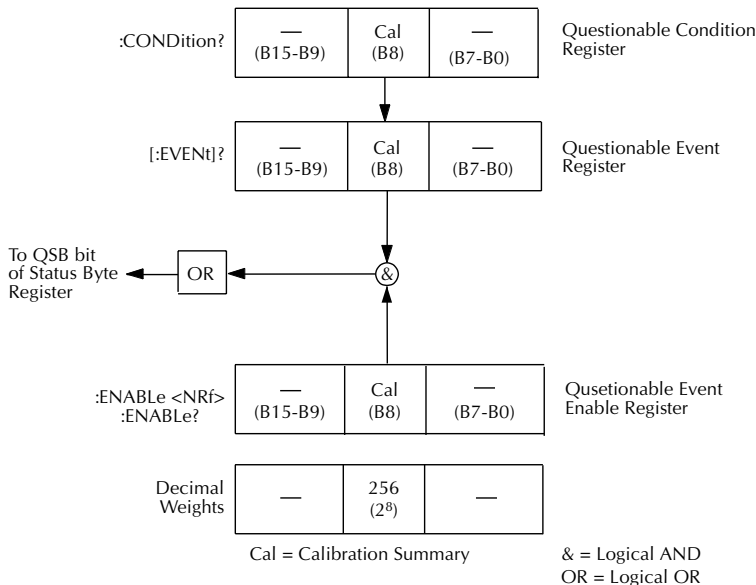 :CONDition?
—
(B15-B9)
Cal
(B8)
—
(B7-B0)
Questionable Condition
Register
[:EVENt]?
—
(B15-B9)
Cal
(B8)
—
(B7-B0)
Questionable Event
Register
To QSB bit
of Status Byte
Register
OR
&
:ENABLe <NRf>
:ENABLe?
—
(B15-B9)
Cal
(B8)
—
(B7-B0)
Qusetionable Event
Enable Register
Decimal
Weights
—
256
(2⁸)
—
Cal = Calibration Summary
& = Logical AND
OR = Logical OR